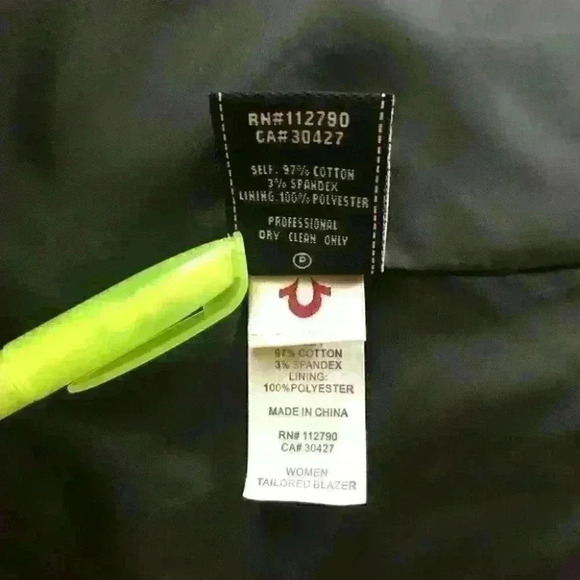 RN#112790
CA#30427
SELF: 97% COTTON
3% SPANDEX
LINING: 100% POLYESTER
PROFESSIONAL
DRY CLEAN ONLY
P
97% COTTON
3% SPANDEX
LINING:
100%POLYESTER
MADE IN CHINA
RN# 112790
CA# 30427
WOMEN
TAILORED BLAZER